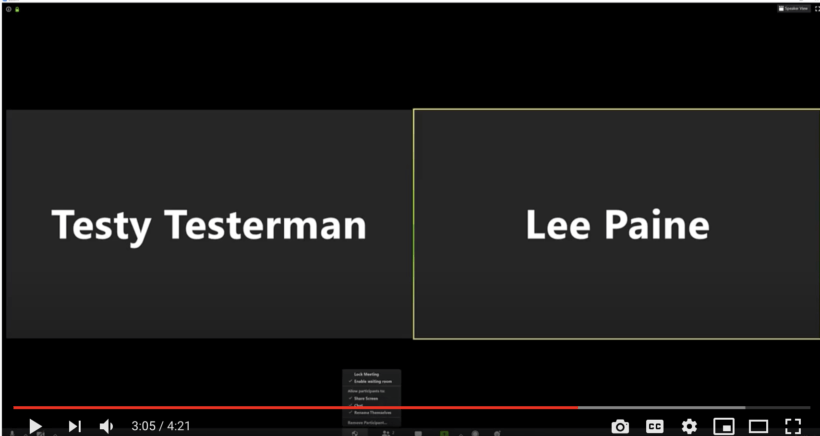 Speaker View
Testy Testerman
Lee Paine
Lock Meeting
✓ Enable waiting room
Allow participants to:
✓ Share Screen
✓ Chat
✓ Rename Themselves
Remove Participant...
3:05 / 4:21
CC